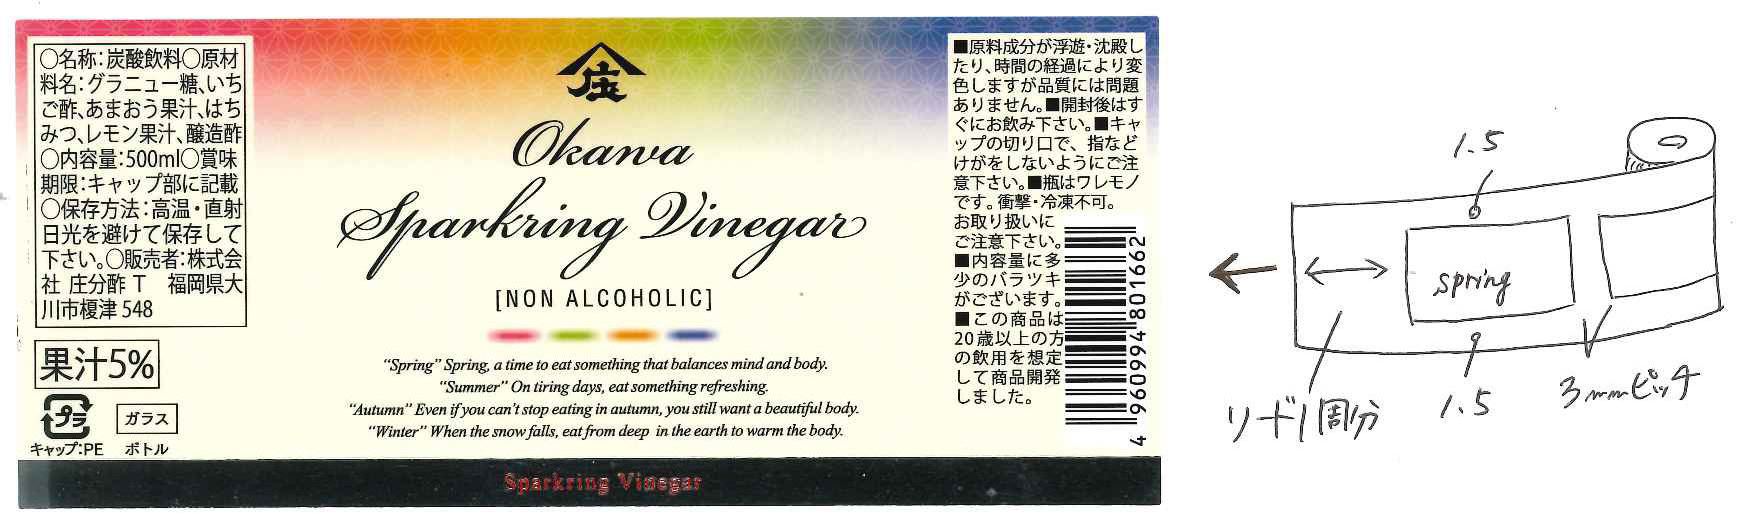 〇名称：炭酸飲料〇原材
料名：グラニュー糖、いち
ご酢、あまおう果汁、はち
みつ、レモン果汁、醸造酢
〇内容量：500ml〇賞味
期限：キャップ部に記載
〇保存方法：高温・直射
日光を避けて保存して
下さい。〇販売者：株式会
社 庄分酢 T 福岡県大
川市榎津 548
果汁5%
プラ
キャップ：PE
ガラス
ボトル
庄
Okawa
Sparkring Vinegar
[NON ALCOHOLIC]
“Spring” Spring, a time to eat something that balances mind and body.
“Summer” On tiring days, eat something refreshing.
“Autumn” Even if you can't stop eating in autumn, you still want a beautiful body.
“Winter” When the snow falls, eat from deep in the earth to warm the body.
Sparkring Vinegar
■原料成分が浮遊・沈殿し
たり、時間の経過により変
色しますが品質には問題
ありません。■開封後はす
ぐにお飲み下さい。■キャ
ップの切り口で、指など
けがをしないようにご注
意下さい。■瓶はワレモノ
です。衝撃・冷凍不可。
お取り扱いに
ご注意下さい。
■内容量に多
少のバラツキ
がございます。
■この商品は
20歳以上の方
の飲用を想定
して商品開発
しました。
4 960994 801662
1.5
spring
リード1周分
1.5
3mmピッチ